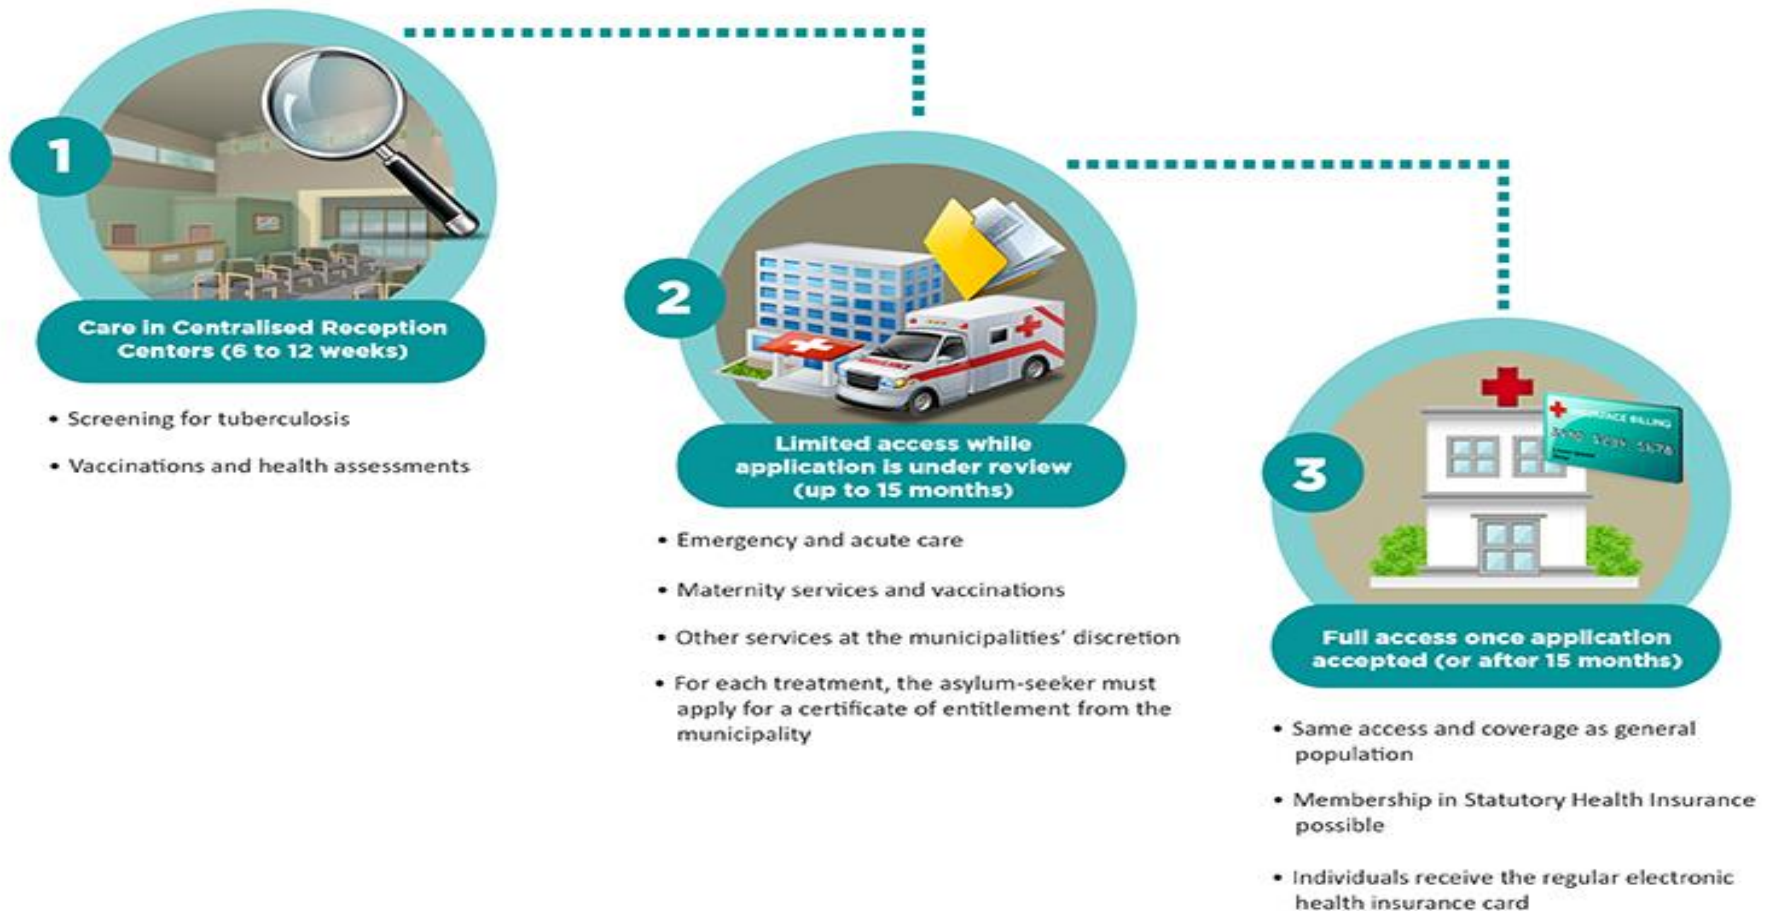 1
Care in Centralised Reception
Centers (6 to 12 weeks)
• Screening for tuberculosis
• Vaccinations and health assessments
2
AMBULANCE
Limited access while
application is under review
(up to 15 months)
• Emergency and acute care
• Maternity services and vaccinations
• Other services at the municipalities’ discretion
• For each treatment, the asylum-seeker must
apply for a certificate of entitlement from the
municipality
3
BILLING
5678
Full access once application
accepted (or after 15 months)
• Same access and coverage as general
population
• Membership in Statutory Health Insurance
possible
• Individuals receive the regular electronic
health insurance card